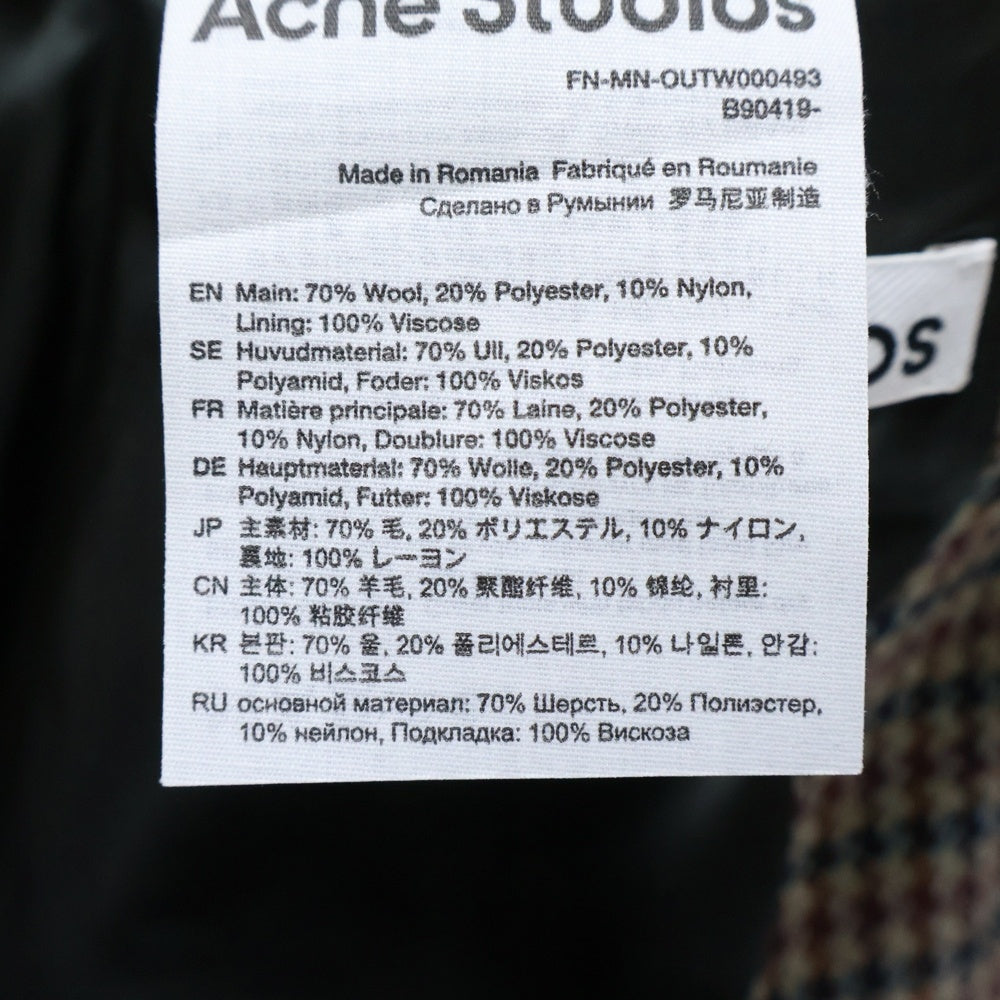 Acne Studios
FN-MN-OUTW000493
B90419-
Made in Romania Fabriqué en Roumanie
Сделано в Румынии 罗马尼亚制造
EN Main: 70% Wool, 20% Polyester, 10% Nylon,
Lining: 100% Viscose
SE Huvudmaterial: 70% Ull, 20% Polyester, 10%
Polyamid, Foder: 100% Viskos
FR Matière principale: 70% Laine, 20% Polyester,
10% Nylon, Doublure: 100% Viscose
DE Hauptmaterial: 70% Wolle, 20% Polyester, 10%
Polyamid, Futter: 100% Viskose
JP 主素材: 70% 毛, 20% ポリエステル, 10% ナイロン,
裏地: 100% レーヨン
CN 主体: 70% 羊毛, 20% 聚酯纤维, 10% 锦纶, 衬里:
100% 粘胶纤维
KR 본판: 70% 울, 20% 폴리에스테르, 10% 나일론, 안감:
100% 비스코스
RU основной материал: 70% Шерсть, 20% Полиэстер,
10% нейлон, Подкладка: 100% Вискоза
OS